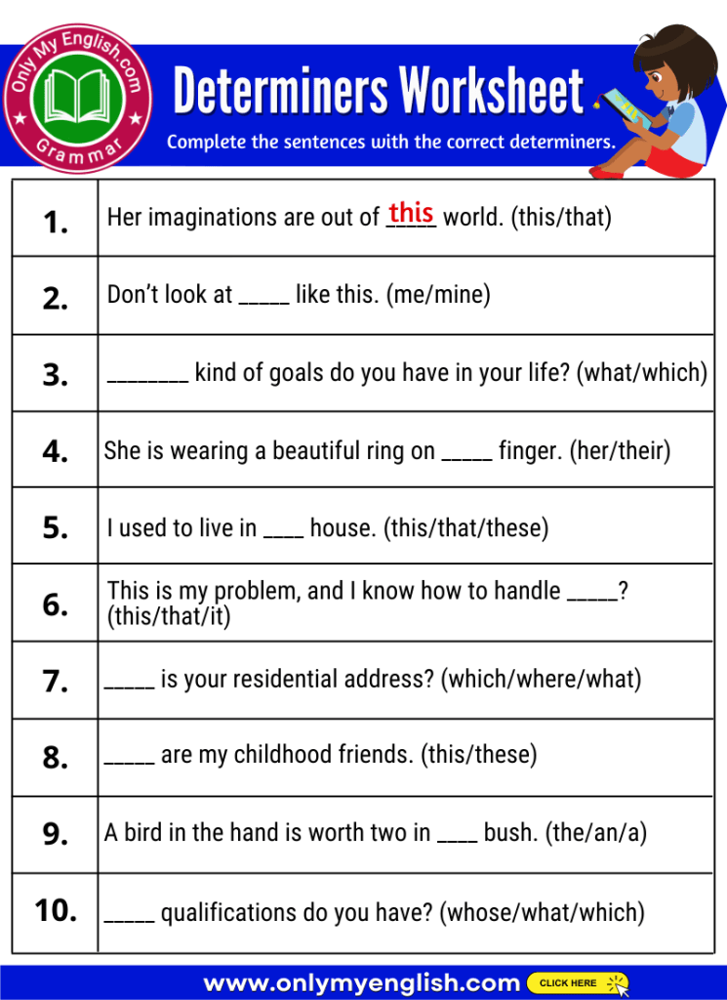 OnlyMyEnglish.com
Grammar
Determiners Worksheet
Complete the sentences with the correct determiners.
1. Her imaginations are out of this world. (this/that)
2. Don’t look at _____ like this. (me/mine)
3. ________ kind of goals do you have in your life? (what/which)
4. She is wearing a beautiful ring on _____ finger. (her/their)
5. I used to live in ____ house. (this/that/these)
6. This is my problem, and I know how to handle _____?
(this/that/it)
7. _____ is your residential address? (which/where/what)
8. _____ are my childhood friends. (this/these)
9. A bird in the hand is worth two in ____ bush. (the/an/a)
10. _____ qualifications do you have? (whose/what/which)
www.onlymyenglish.com CLICK HERE